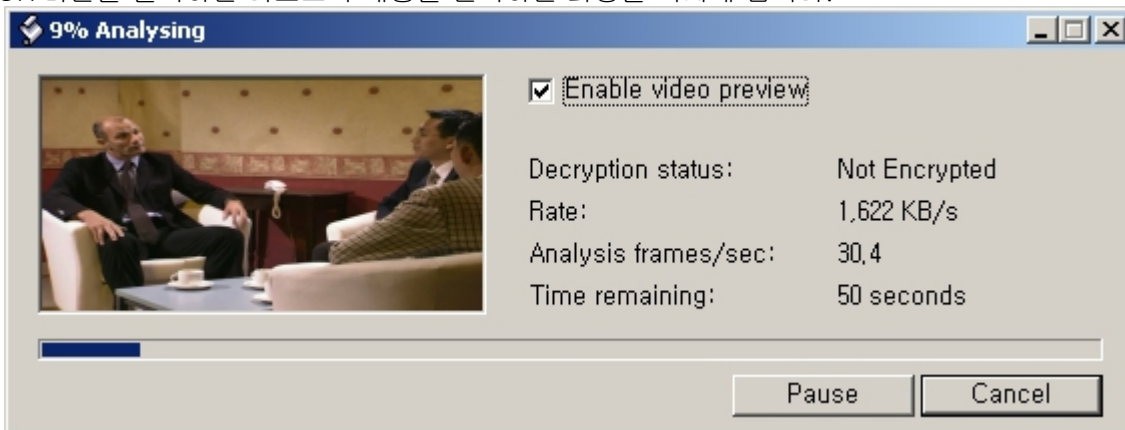 9% Analysing
Enable video preview
Decryption status: Not Encrypted
Rate: 1,622 KB/s
Analysis frames/sec: 30,4
Time remaining: 50 seconds
Pause Cancel